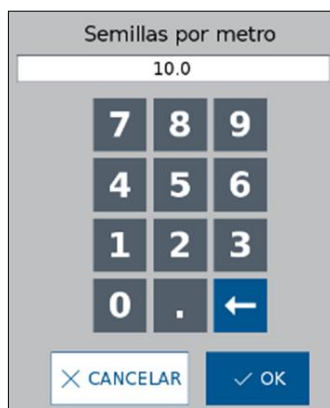 Semillas por metro
10.0
7 8 9
4 5 6
1 2 3
0 . ←
× CANCELAR ✓ OK